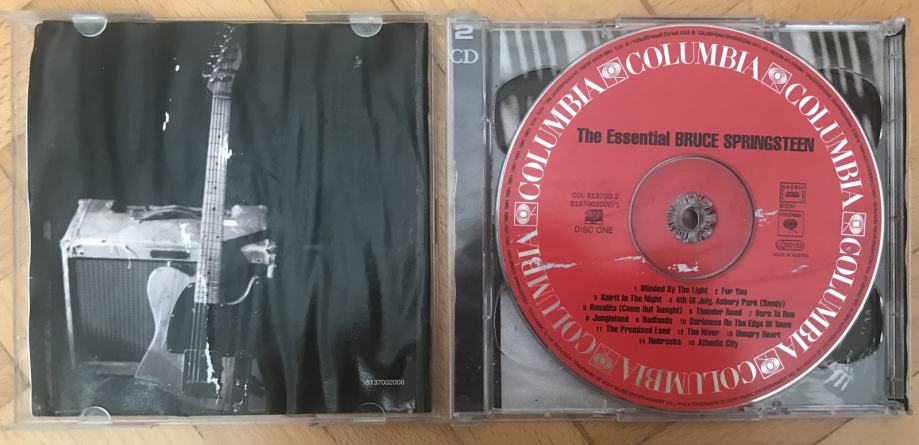 5137002000
2
CD
COLUMBIA COLUMBIA COLUMBIA COLUMBIA COLUMBIA COLUMBIA
The Essential BRUCE SPRINGSTEEN
COL 513700 2
5137002000/1
DISC ONE
SACEM
BIEM
COLUMBIA
MADE IN AUSTRIA
1 Blinded By The Light 2 For You
3 Spirit In The Night 4 4th Of July, Asbury Park (Sandy)
5 Rosalita (Come Out Tonight) 6 Thunder Road 7 Born To Run
8 Jungleland 9 Badlands 10 Darkness On The Edge Of Town
11 The Promised Land 12 The River 13 Hungry Heart
14 Nebraska 15 Atlantic City